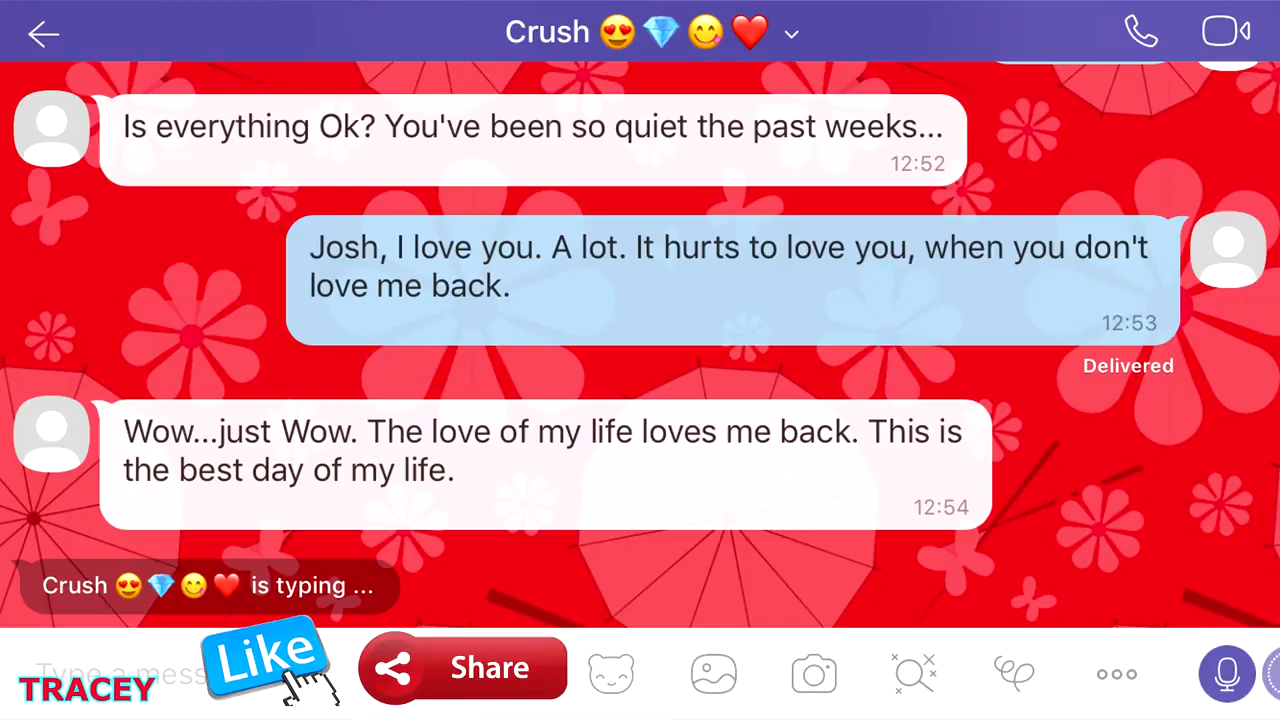 Crush 😍💎😋❤️
Is everything Ok? You've been so quiet the past weeks...
12:52
Josh, I love you. A lot. It hurts to love you, when you don't
love me back.
12:53
Delivered
Wow...just Wow. The love of my life loves me back. This is
the best day of my life.
12:54
Crush 😍💎😋❤️ is typing ...
Type a mess
TRACEY
Like
Share